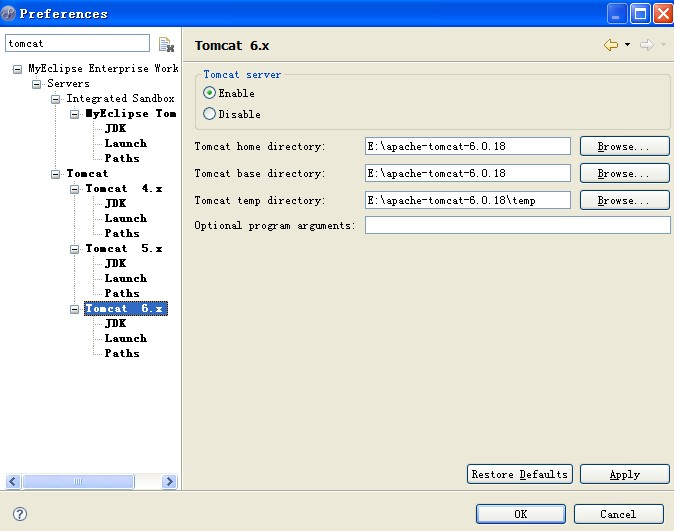 Preferences
tomcat
MyEclipse Enterprise Work
Servers
Integrated Sandbox
MyEclipse Tom
JDK
Launch
Paths
Tomcat
Tomcat 4.x
JDK
Launch
Paths
Tomcat 5.x
JDK
Launch
Paths
Tomcat 6.x
JDK
Launch
Paths
Tomcat 6.x
Tomcat server
Enable
Disable
Tomcat home directory: E:\apache-tomcat-6.0.18 Browse...
Tomcat base directory: E:\apache-tomcat-6.0.18 Browse...
Tomcat temp directory: E:\apache-tomcat-6.0.18\temp Browse...
Optional program arguments:
Restore Defaults Apply
? OK Cancel